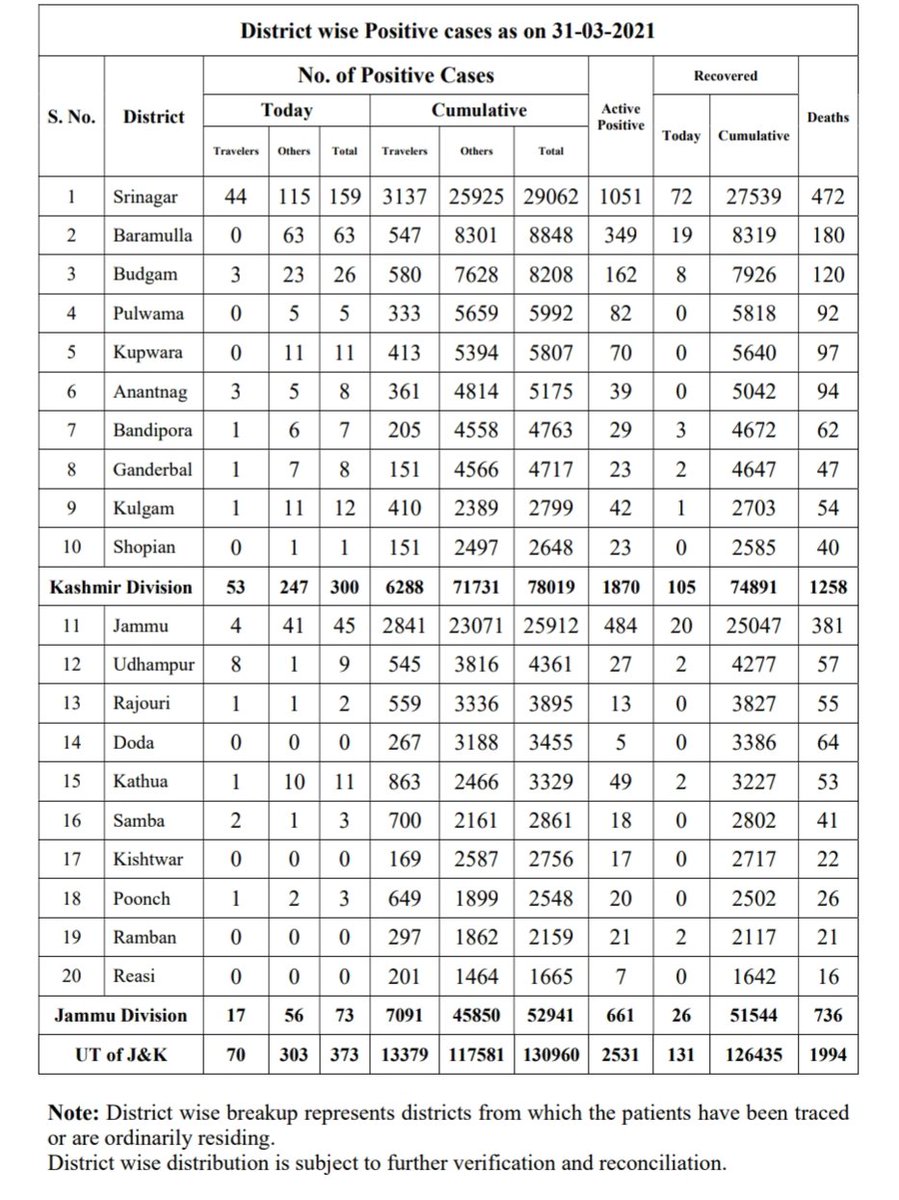 District wise Positive cases as on 31-03-2021
S. No. District No. of Positive Cases Active Positive Recovered Deaths
Today Cumulative Today Cumulative
Travelers Others Total Travelers Others Total
1 Srinagar 44 115 159 3137 25925 29062 1051 72 27539 472
2 Baramulla 0 63 63 547 8301 8848 349 19 8319 180
3 Budgam 3 23 26 580 7628 8208 162 8 7926 120
4 Pulwama 0 5 5 333 5659 5992 82 0 5818 92
5 Kupwara 0 11 11 413 5394 5807 70 0 5640 97
6 Anantnag 3 5 8 361 4814 5175 39 0 5042 94
7 Bandipora 1 6 7 205 4558 4763 29 3 4672 62
8 Ganderbal 1 7 8 151 4566 4717 23 2 4647 47
9 Kulgam 1 11 12 410 2389 2799 42 1 2703 54
10 Shopian 0 1 1 151 2497 2648 23 0 2585 40
Kashmir Division 53 247 300 6288 71731 78019 1870 105 74891 1258
11 Jammu 4 41 45 2841 23071 25912 484 20 25047 381
12 Udhampur 8 1 9 545 3816 4361 27 2 4277 57
13 Rajouri 1 1 2 559 3336 3895 13 0 3827 55
14 Doda 0 0 0 267 3188 3455 5 0 3386 64
15 Kathua 1 10 11 863 2466 3329 49 2 3227 53
16 Samba 2 1 3 700 2161 2861 18 0 2802 41
17 Kishtwar 0 0 0 169 2587 2756 17 0 2717 22
18 Poonch 1 2 3 649 1899 2548 20 0 2502 26
19 Ramban 0 0 0 297 1862 2159 21 2 2117 21
20 Reasi 0 0 0 201 1464 1665 7 0 1642 16
Jammu Division 17 56 73 7091 45850 52941 661 26 51544 736
UT of J&K 70 303 373 13379 117581 130960 2531 131 126435 1994
Note: District wise breakup represents districts from which the patients have been traced
or are ordinarily residing.
District wise distribution is subject to further verification and reconciliation.